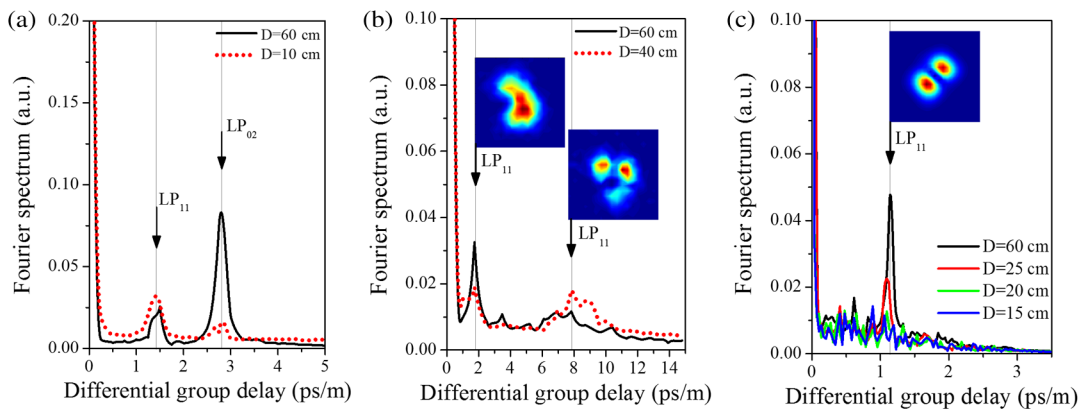 (a)
0.20
0.15
0.10
0.05
0.00
Fourier spectrum (a.u.)
D=60 cm
D=10 cm
LP11
LP02
0 1 2 3 4 5
Differential group delay (ps/m)
(b)
0.10
0.08
0.06
0.04
0.02
0.00
Fourier spectrum (a.u.)
D=60 cm
D=40 cm
LP11
LP11
0 2 4 6 8 10 12 14
Differential group delay (ps/m)
(c)
0.10
0.08
0.06
0.04
0.02
0.00
Fourier spectrum (a.u.)
LP11
D=60 cm
D=25 cm
D=20 cm
D=15 cm
0 1 2 3
Differential group delay (ps/m)